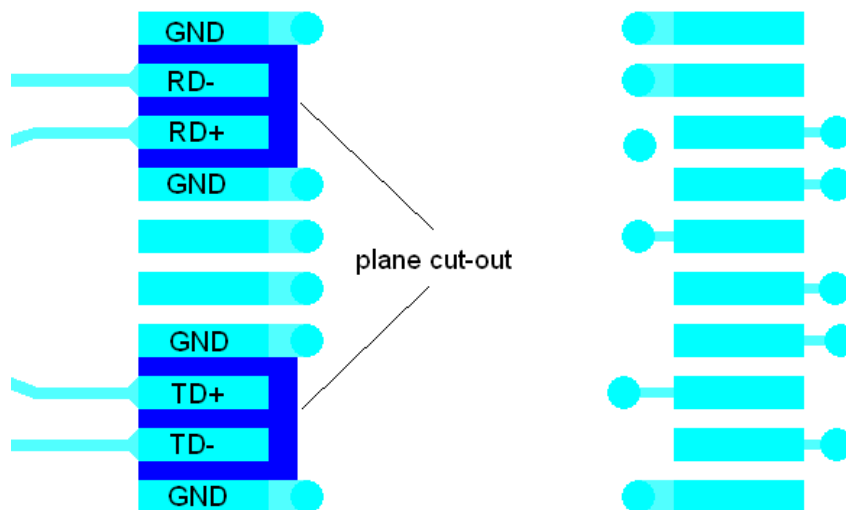 GND
RD-
RD+
GND
plane cut-out
GND
TD+
TD-
GND